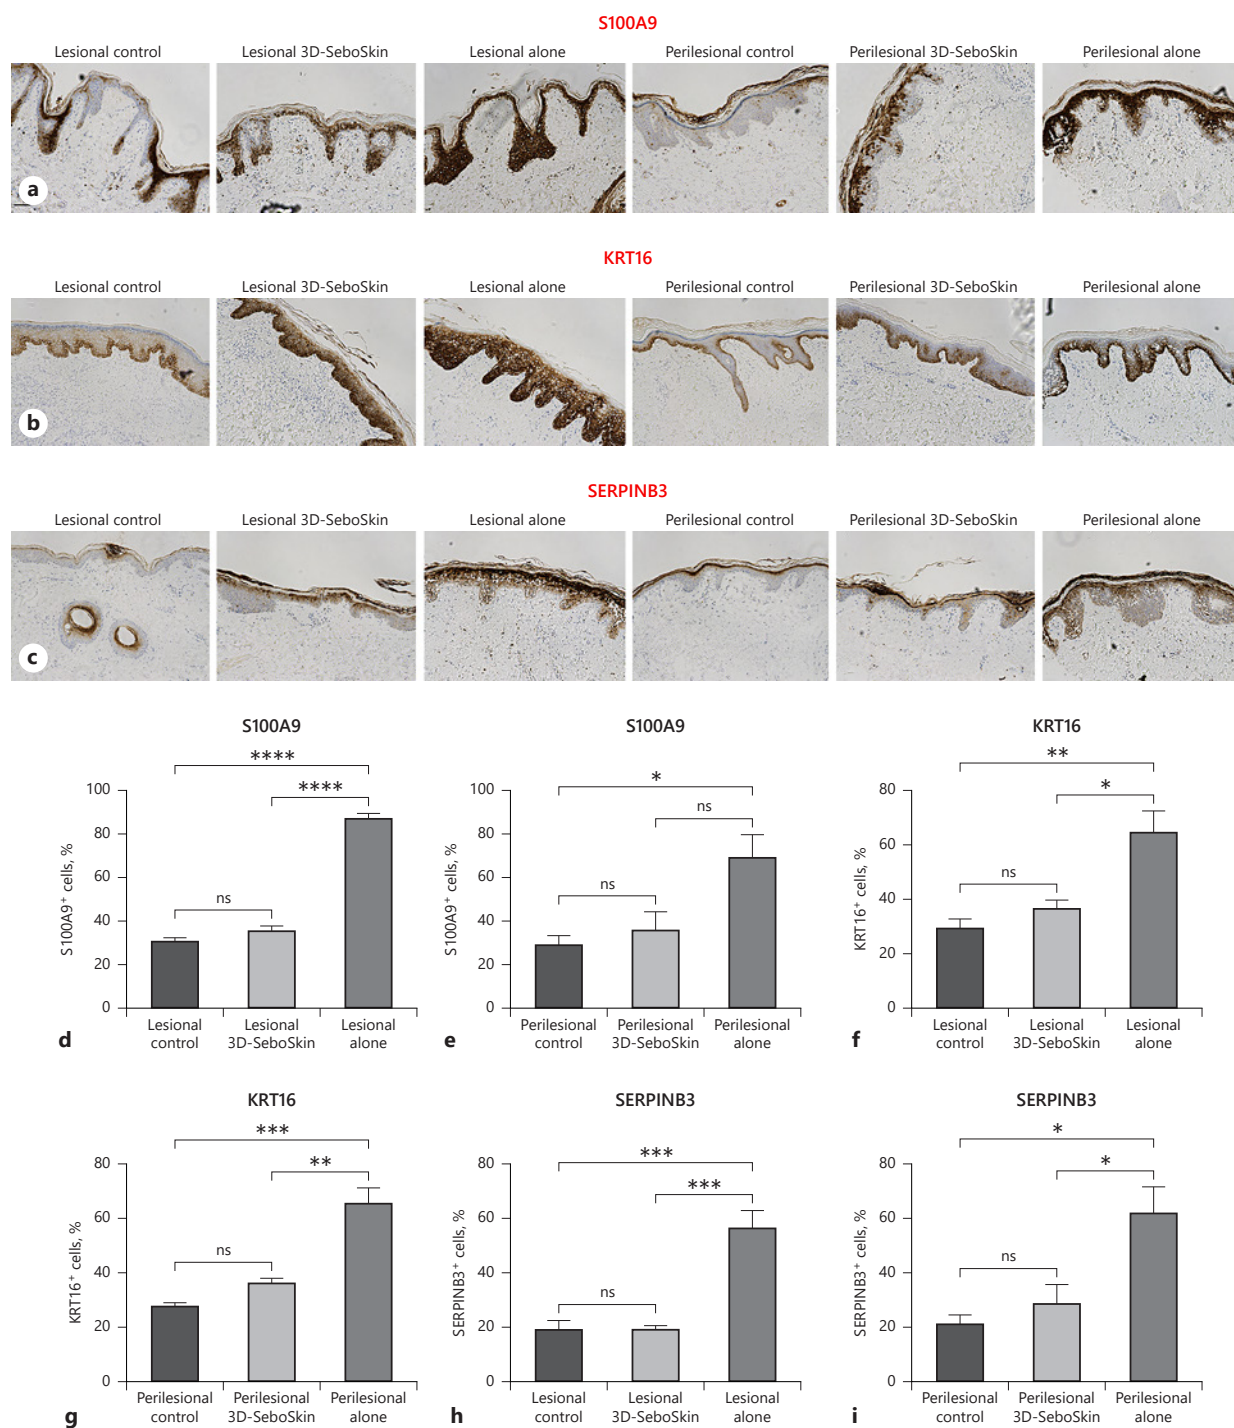 S100A9
Lesional control Lesional 3D-SeboSkin Lesional alone Perilesional control Perilesional 3D-SeboSkin Perilesional alone
a
KRT16
Lesional control Lesional 3D-SeboSkin Lesional alone Perilesional control Perilesional 3D-SeboSkin Perilesional alone
b
SERPINB3
Lesional control Lesional 3D-SeboSkin Lesional alone Perilesional control Perilesional 3D-SeboSkin Perilesional alone
c
S100A9
****
****
ns
S100A9+ cells, %
100
80
60
40
20
0
Lesional control
Lesional 3D-SeboSkin
Lesional alone
d
S100A9
*
ns
ns
S100A9+ cells, %
100
80
60
40
20
0
Perilesional control
Perilesional 3D-SeboSkin
Perilesional alone
e
KRT16
**
*
ns
KRT16+ cells, %
80
60
40
20
0
Lesional control
Lesional 3D-SeboSkin
Lesional alone
f
KRT16
***
**
ns
KRT16+ cells, %
80
60
40
20
0
Perilesional control
Perilesional 3D-SeboSkin
Perilesional alone
g
SERPINB3
***
***
ns
SERPINB3+ cells, %
80
60
40
20
0
Lesional control
Lesional 3D-SeboSkin
Lesional alone
h
SERPINB3
*
*
ns
SERPINB3+ cells, %
80
60
40
20
0
Perilesional control
Perilesional 3D-SeboSkin
Perilesional alone
i